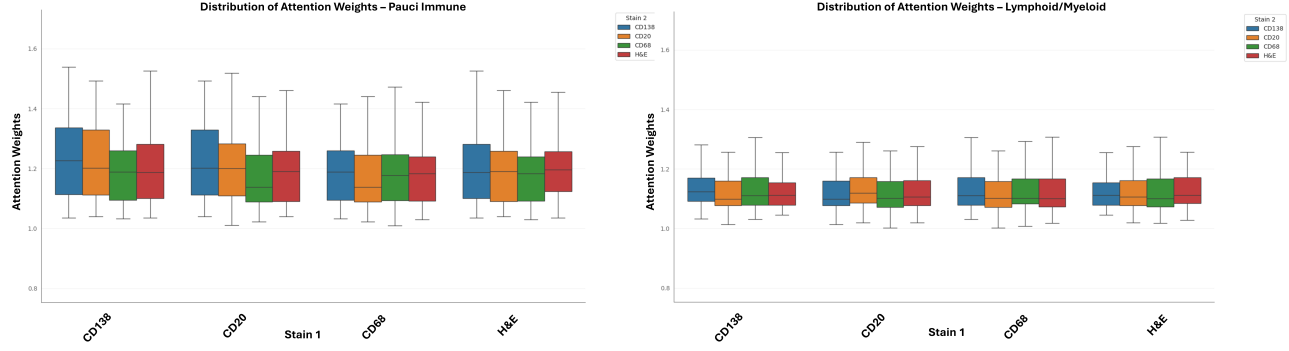 Distribution of Attention Weights – Pauci Immune
Stain 2
CD138
CD20
CD68
H&E
Attention Weights
1.6
1.4
1.2
1.0
0.8
CD138
CD20
CD68
H&E
Stain 1
Distribution of Attention Weights – Lymphoid/Myeloid
Stain 2
CD138
CD20
CD68
H&E
Attention Weights
1.6
1.4
1.2
1.0
0.8
CD138
CD20
CD68
H&E
Stain 1